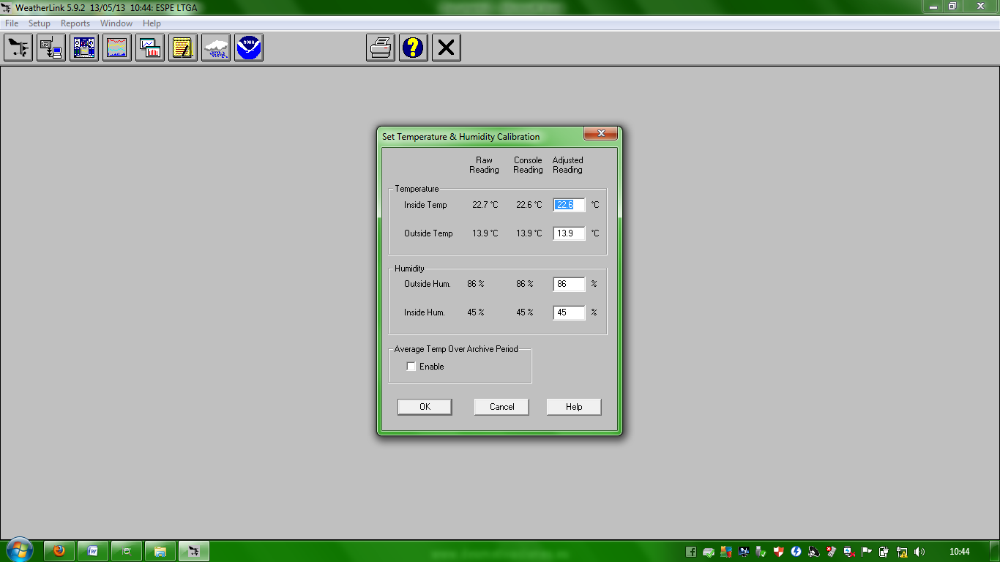 WeatherLink 5.9.2 13/05/13 10:44: ESPE LTGA
File Setup Reports Window Help
NOAA
Set Temperature & Humidity Calibration
Raw Reading
Console Reading
Adjusted Reading
Temperature
Inside Temp 22.7 °C 22.6 °C 22.6 °C
Outside Temp 13.9 °C 13.9 °C 13.9 °C
Humidity
Outside Hum. 86 % 86 % 86 %
Inside Hum. 45 % 45 % 45 %
Average Temp Over Archive Period
Enable
OK Cancel Help
10:44